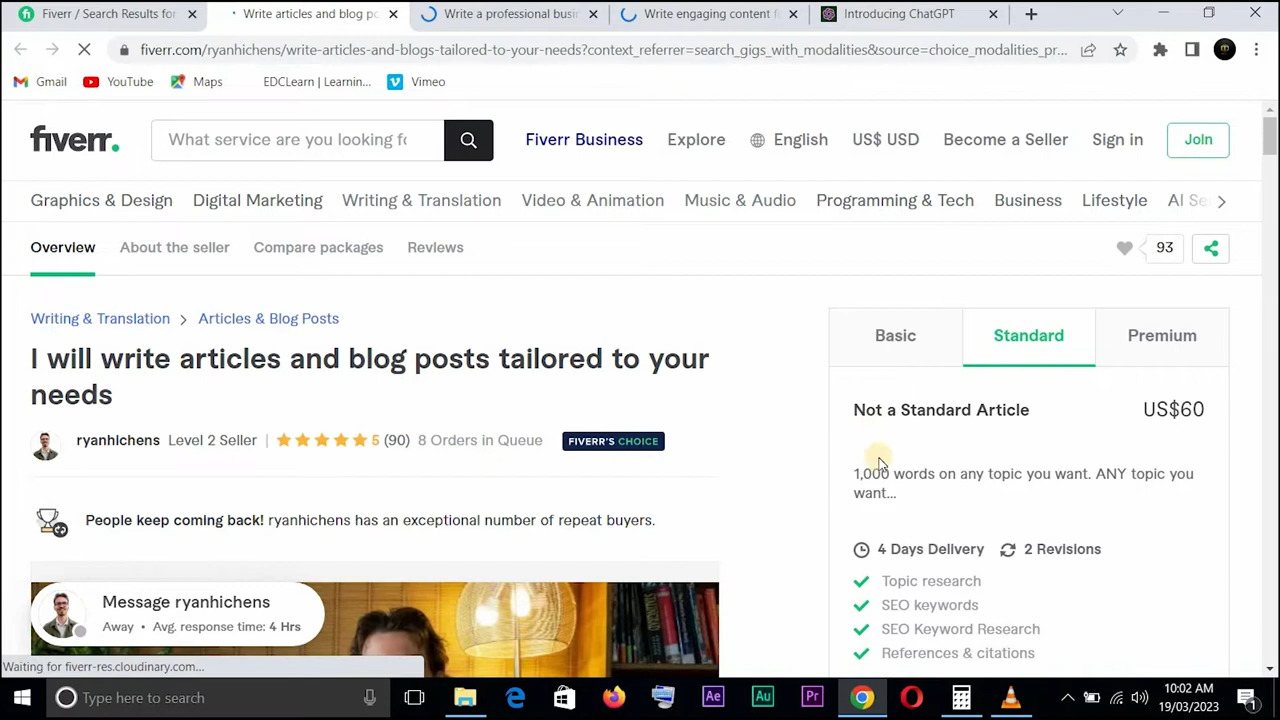 Fiverr / Search Results for
Write articles and blog po
Write a professional busi
Write engaging content f
Introducing ChatGPT
fiverr.com/ryanhichens/write-articles-and-blogs-tailored-to-your-needs?context_referrer=search_gigs_with_modalities&source=choice_modalities_pr...
Gmail
YouTube
Maps
EDCLearn | Learnin...
Vimeo
fiverr.
What service are you looking fo
Fiverr Business
Explore
English
US$ USD
Become a Seller
Sign in
Join
Graphics & Design
Digital Marketing
Writing & Translation
Video & Animation
Music & Audio
Programming & Tech
Business
Lifestyle
AI Se
Overview
About the seller
Compare packages
Reviews
93
Writing & Translation > Articles & Blog Posts
I will write articles and blog posts tailored to your
needs
ryanhichens Level 2 Seller | 5 (90) 8 Orders in Queue FIVERR'S CHOICE
People keep coming back! ryanhichens has an exceptional number of repeat buyers.
Message ryanhichens
Away • Avg. response time: 4 Hrs
Basic
Standard
Premium
Not a Standard Article
US$60
1,000 words on any topic you want. ANY topic you
want...
4 Days Delivery
2 Revisions
Topic research
SEO keywords
SEO Keyword Research
References & citations
Waiting for fiverr-res.cloudinary.com...
Type here to search
Ae
Au
Pr
10:02 AM
19/03/2023
1